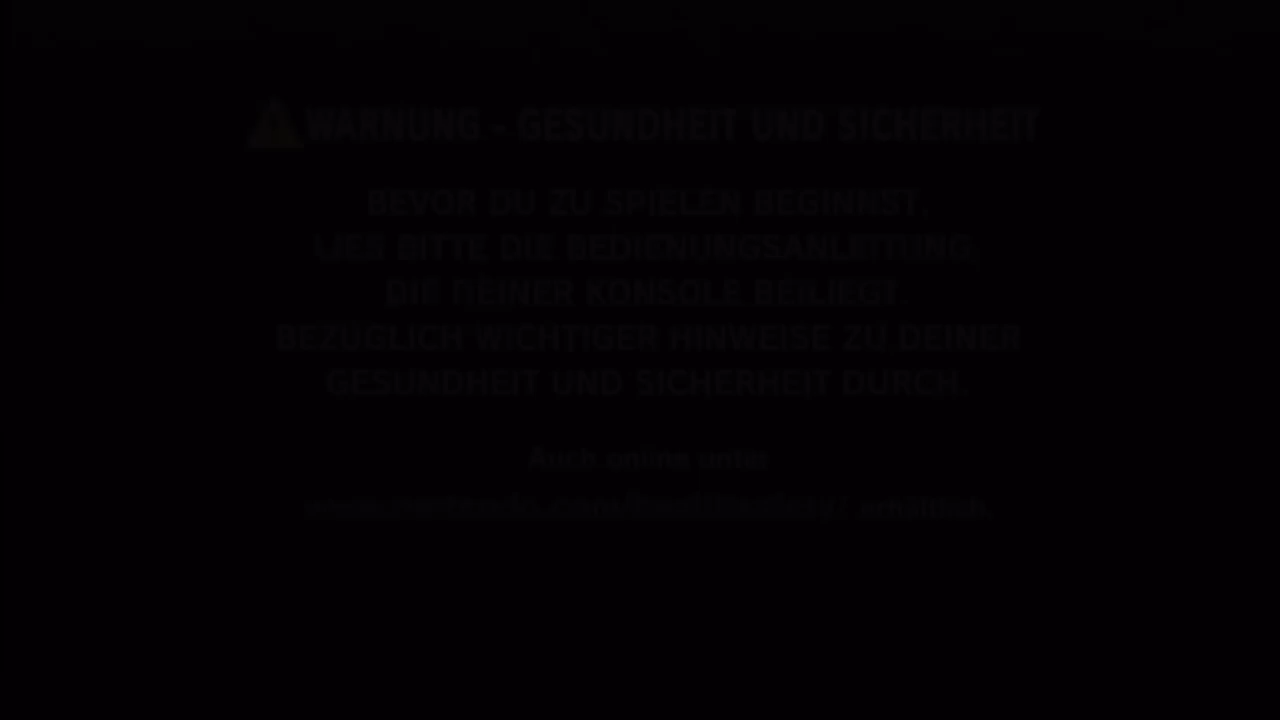 WARNUNG - GESUNDHEIT UND SICHERHEIT
BEVOR DU ZU SPIELEN BEGINNST,
LIES BITTE DIE BEDIENUNGSANLEITUNG,
DIE DEINER KONSOLE BEILIEGT,
BEZÜGLICH WICHTIGER HINWEISE ZU DEINER
GESUNDHEIT UND SICHERHEIT DURCH.
Auch online unter
erhältlich.